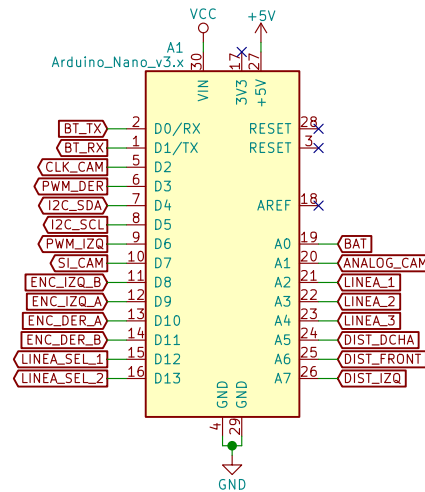 VCC
+5V
A1
Arduino_Nano_v3.x
30
17
27
VIN
3V3
+5V
BT_TX 2 D0/RX RESET 28
BT_RX 1 D1/TX RESET 3
CLK_CAM 5 D2
PWM_DER 6 D3
I2C_SDA 7 D4 AREF 18
I2C_SCL 8 D5
PWM_IZQ 9 D6 A0 19 BAT
SI_CAM 10 D7 A1 20 ANALOG_CAM
ENC_IZQ_B 11 D8 A2 21 LINEA_1
ENC_IZQ_A 12 D9 A3 22 LINEA_2
ENC_DER_A 13 D10 A4 23 LINEA_3
ENC_DER_B 14 D11 A5 24 DIST_DCHA
LINEA_SEL_1 15 D12 A6 25 DIST_FRONT
LINEA_SEL_2 16 D13 A7 26 DIST_IZQ
GND
GND
4
29
GND